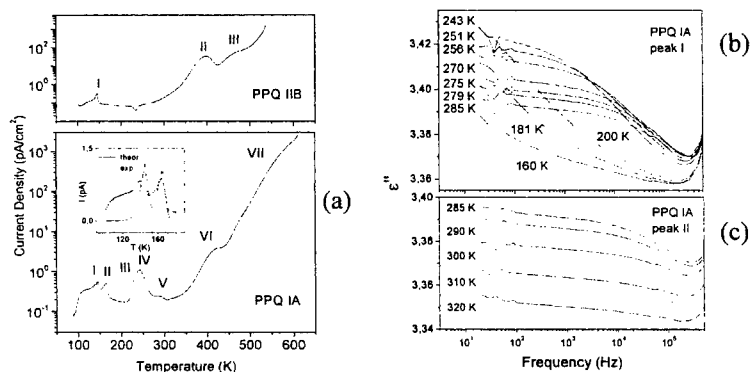 10²
10⁰
10⁻²
I
II
III
PPQ IIB
Current Density (pA/cm²)
10³
10²
10¹
10⁰
10⁻¹
1,5
0,0
I (pA)
theor
exp
120
160
T (K)
I
II
III
IV
V
VI
VII
PPQ IA
100
200
300
400
500
600
Temperature (K)
(a)
243 K
251 K
256 K
270 K
275 K
279 K
285 K
181 K
200 K
160 K
PPQ IA
peak I
3,42
3,40
3,38
3,36
(b)
ε"
3,40
3,38
3,36
3,34
285 K
290 K
300 K
310 K
320 K
PPQ IA
peak II
(c)
10¹
10²
10³
10⁴
10⁵
Frequency (Hz)